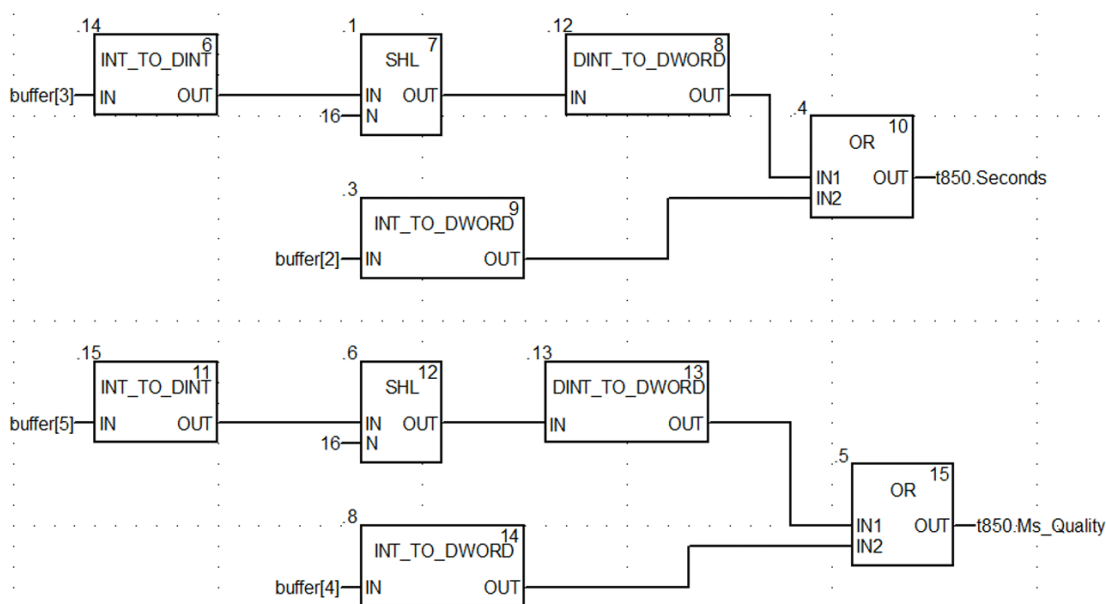 .14 .1 .12
6 7 8
INT_TO_DINT SHL DINT_TO_DWORD
buffer[3] IN OUT IN OUT IN OUT
16 N
.4 10
OR
IN1 OUT t850.Seconds
IN2
.3
9
INT_TO_DWORD
buffer[2] IN OUT
.15 .6 .13
11 12 13
INT_TO_DINT SHL DINT_TO_DWORD
buffer[5] IN OUT IN OUT IN OUT
16 N
.5 15
OR
IN1 OUT t850.Ms_Quality
IN2
.8
14
INT_TO_DWORD
buffer[4] IN OUT